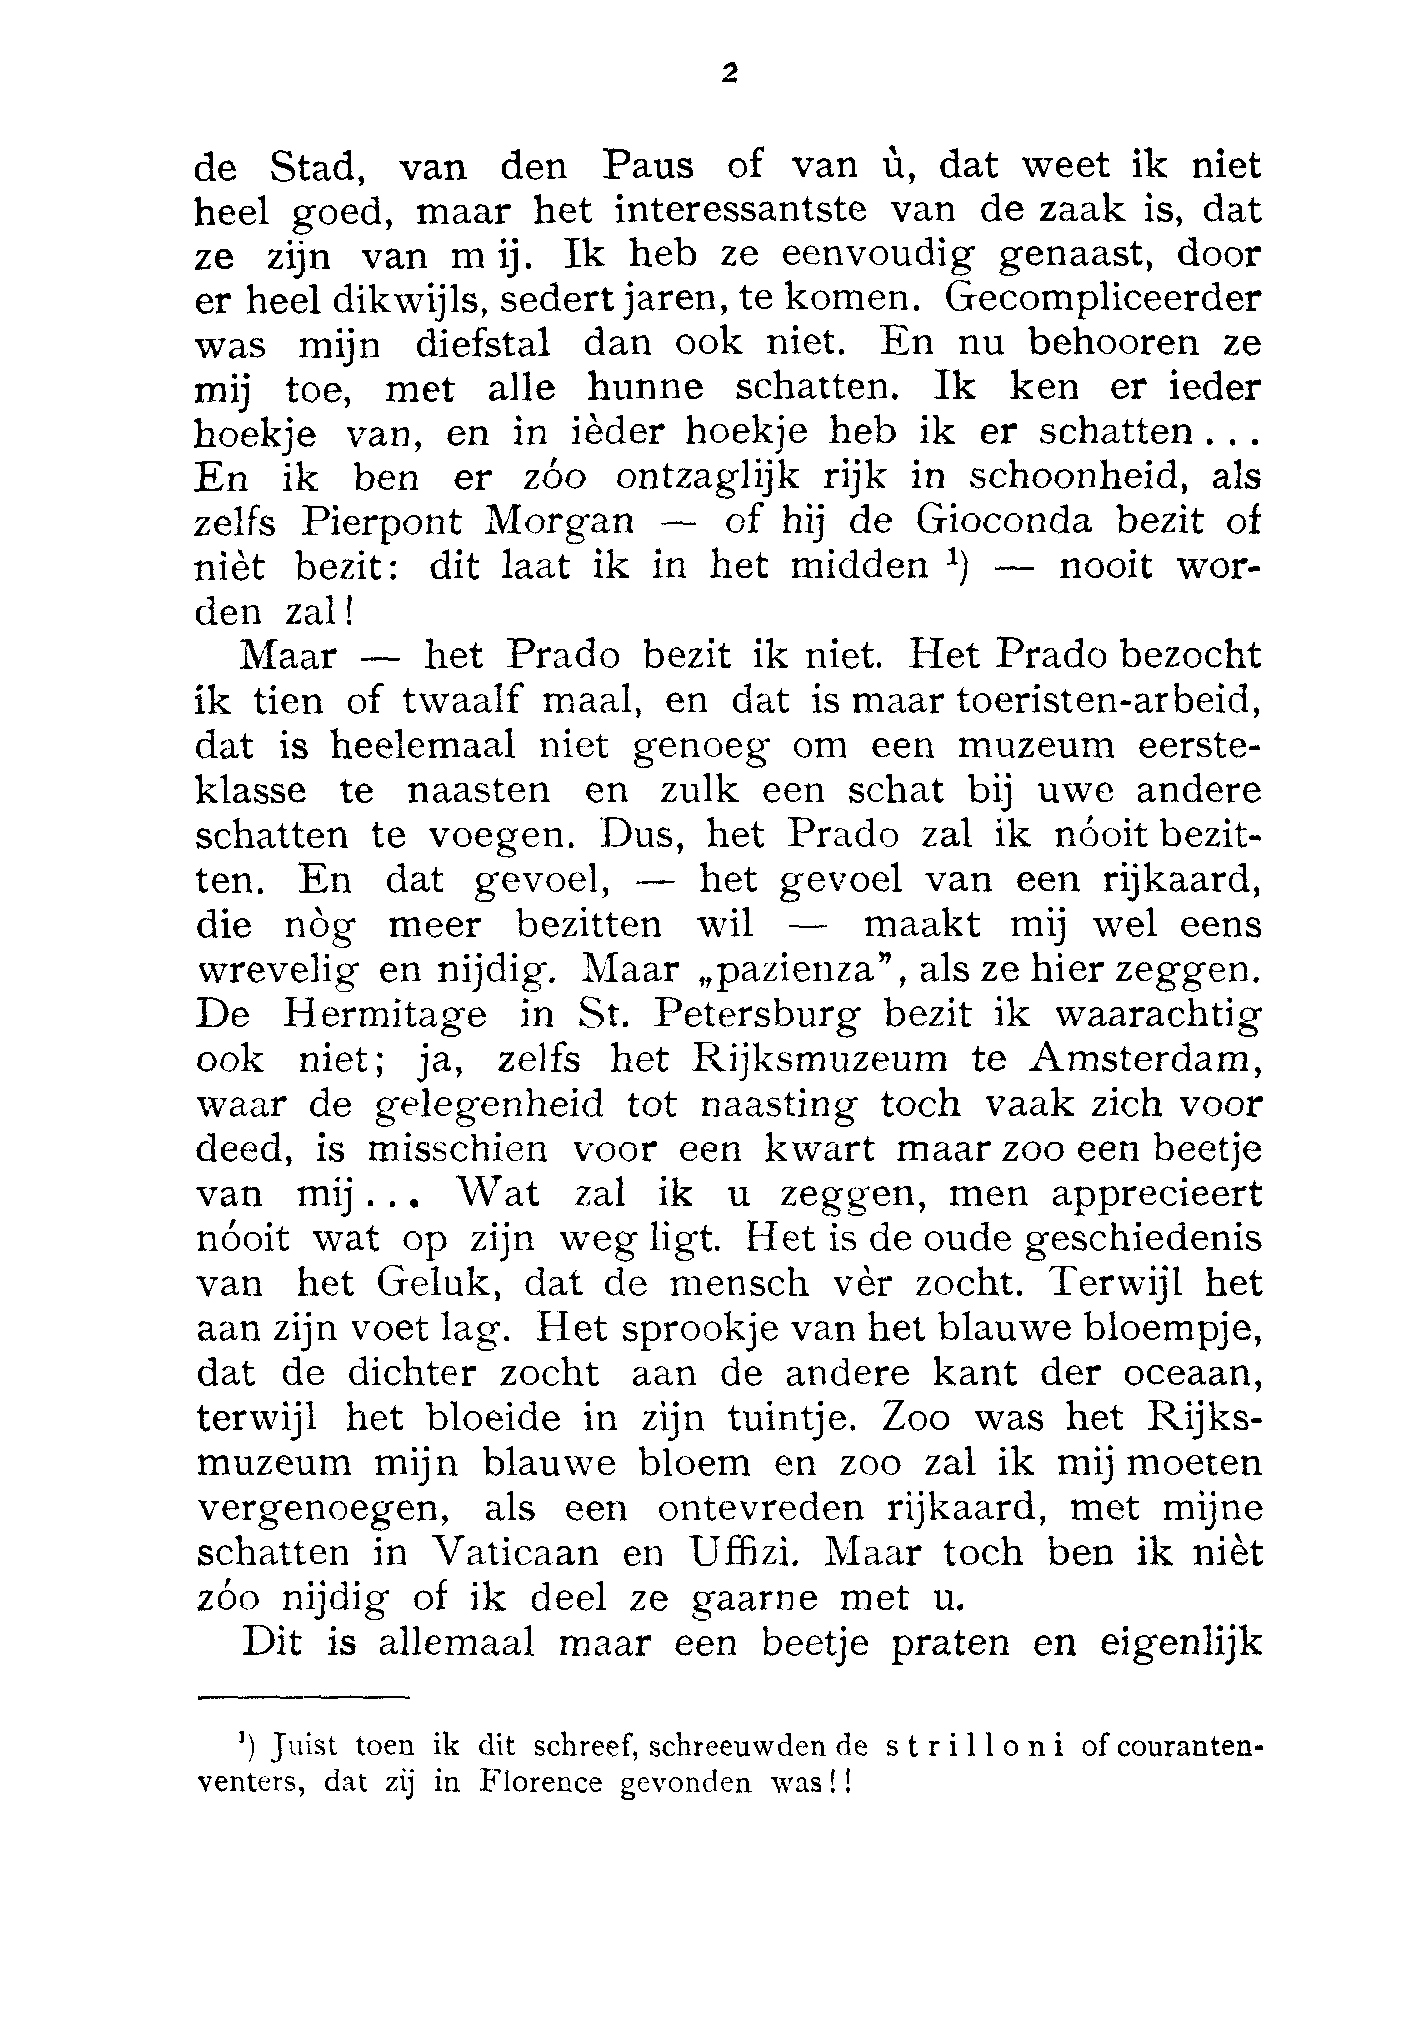 2
de Stad, van den Paus of van ù, dat weet ik niet
heel goed, maar het interessantste van de zaak is, dat
ze zijn van m ij. Ik heb ze eenvoudig genaast, door
er heel dikwijls, sedert jaren, te komen. Gecompliceerder
was mijn diefstal dan ook niet. En nu behooren ze
mij toe, met alle hunne schatten. Ik ken er ieder
hoekje van, en in ièder hoekje heb ik er schatten . . .
En ik ben er zóo ontzaglijk rijk in schoonheid, als
zelfs Pierpont Morgan — of hij de Gioconda bezit of
nièt bezit: dit laat ik in het midden ¹) — nooit wor-
den zal!
Maar — het Prado bezit ik niet. Het Prado bezocht
ik tien of twaalf maal, en dat is maar toeristen-arbeid,
dat is heelemaal niet genoeg om een muzeum eerste-
klasse te naasten en zulk een schat bij uwe andere
schatten te voegen. Dus, het Prado zal ik nóoit bezit-
ten. En dat gevoel, — het gevoel van een rijkaard,
die nòg meer bezitten wil — maakt mij wel eens
wrevelig en nijdig. Maar „pazienza”, als ze hier zeggen.
De Hermitage in St. Petersburg bezit ik waarachtig
ook niet; ja, zelfs het Rijksmuzeum te Amsterdam,
waar de gelegenheid tot naasting toch vaak zich voor
deed, is misschien voor een kwart maar zoo een beetje
van mij . . . Wat zal ik u zeggen, men apprecieert
nóoit wat op zijn weg ligt. Het is de oude geschiedenis
van het Geluk, dat de mensch vèr zocht. Terwijl het
aan zijn voet lag. Het sprookje van het blauwe bloempje,
dat de dichter zocht aan de andere kant der oceaan,
terwijl het bloeide in zijn tuintje. Zoo was het Rijks-
muzeum mijn blauwe bloem en zoo zal ik mij moeten
vergenoegen, als een ontevreden rijkaard, met mijne
schatten in Vaticaan en Uffizi. Maar toch ben ik nièt
zóo nijdig of ik deel ze gaarne met u.
Dit is allemaal maar een beetje praten en eigenlijk
¹) Juist toen ik dit schreef, schreeuwden de s t r i l l o n i of couranten-
venters, dat zij in Florence gevonden was!!